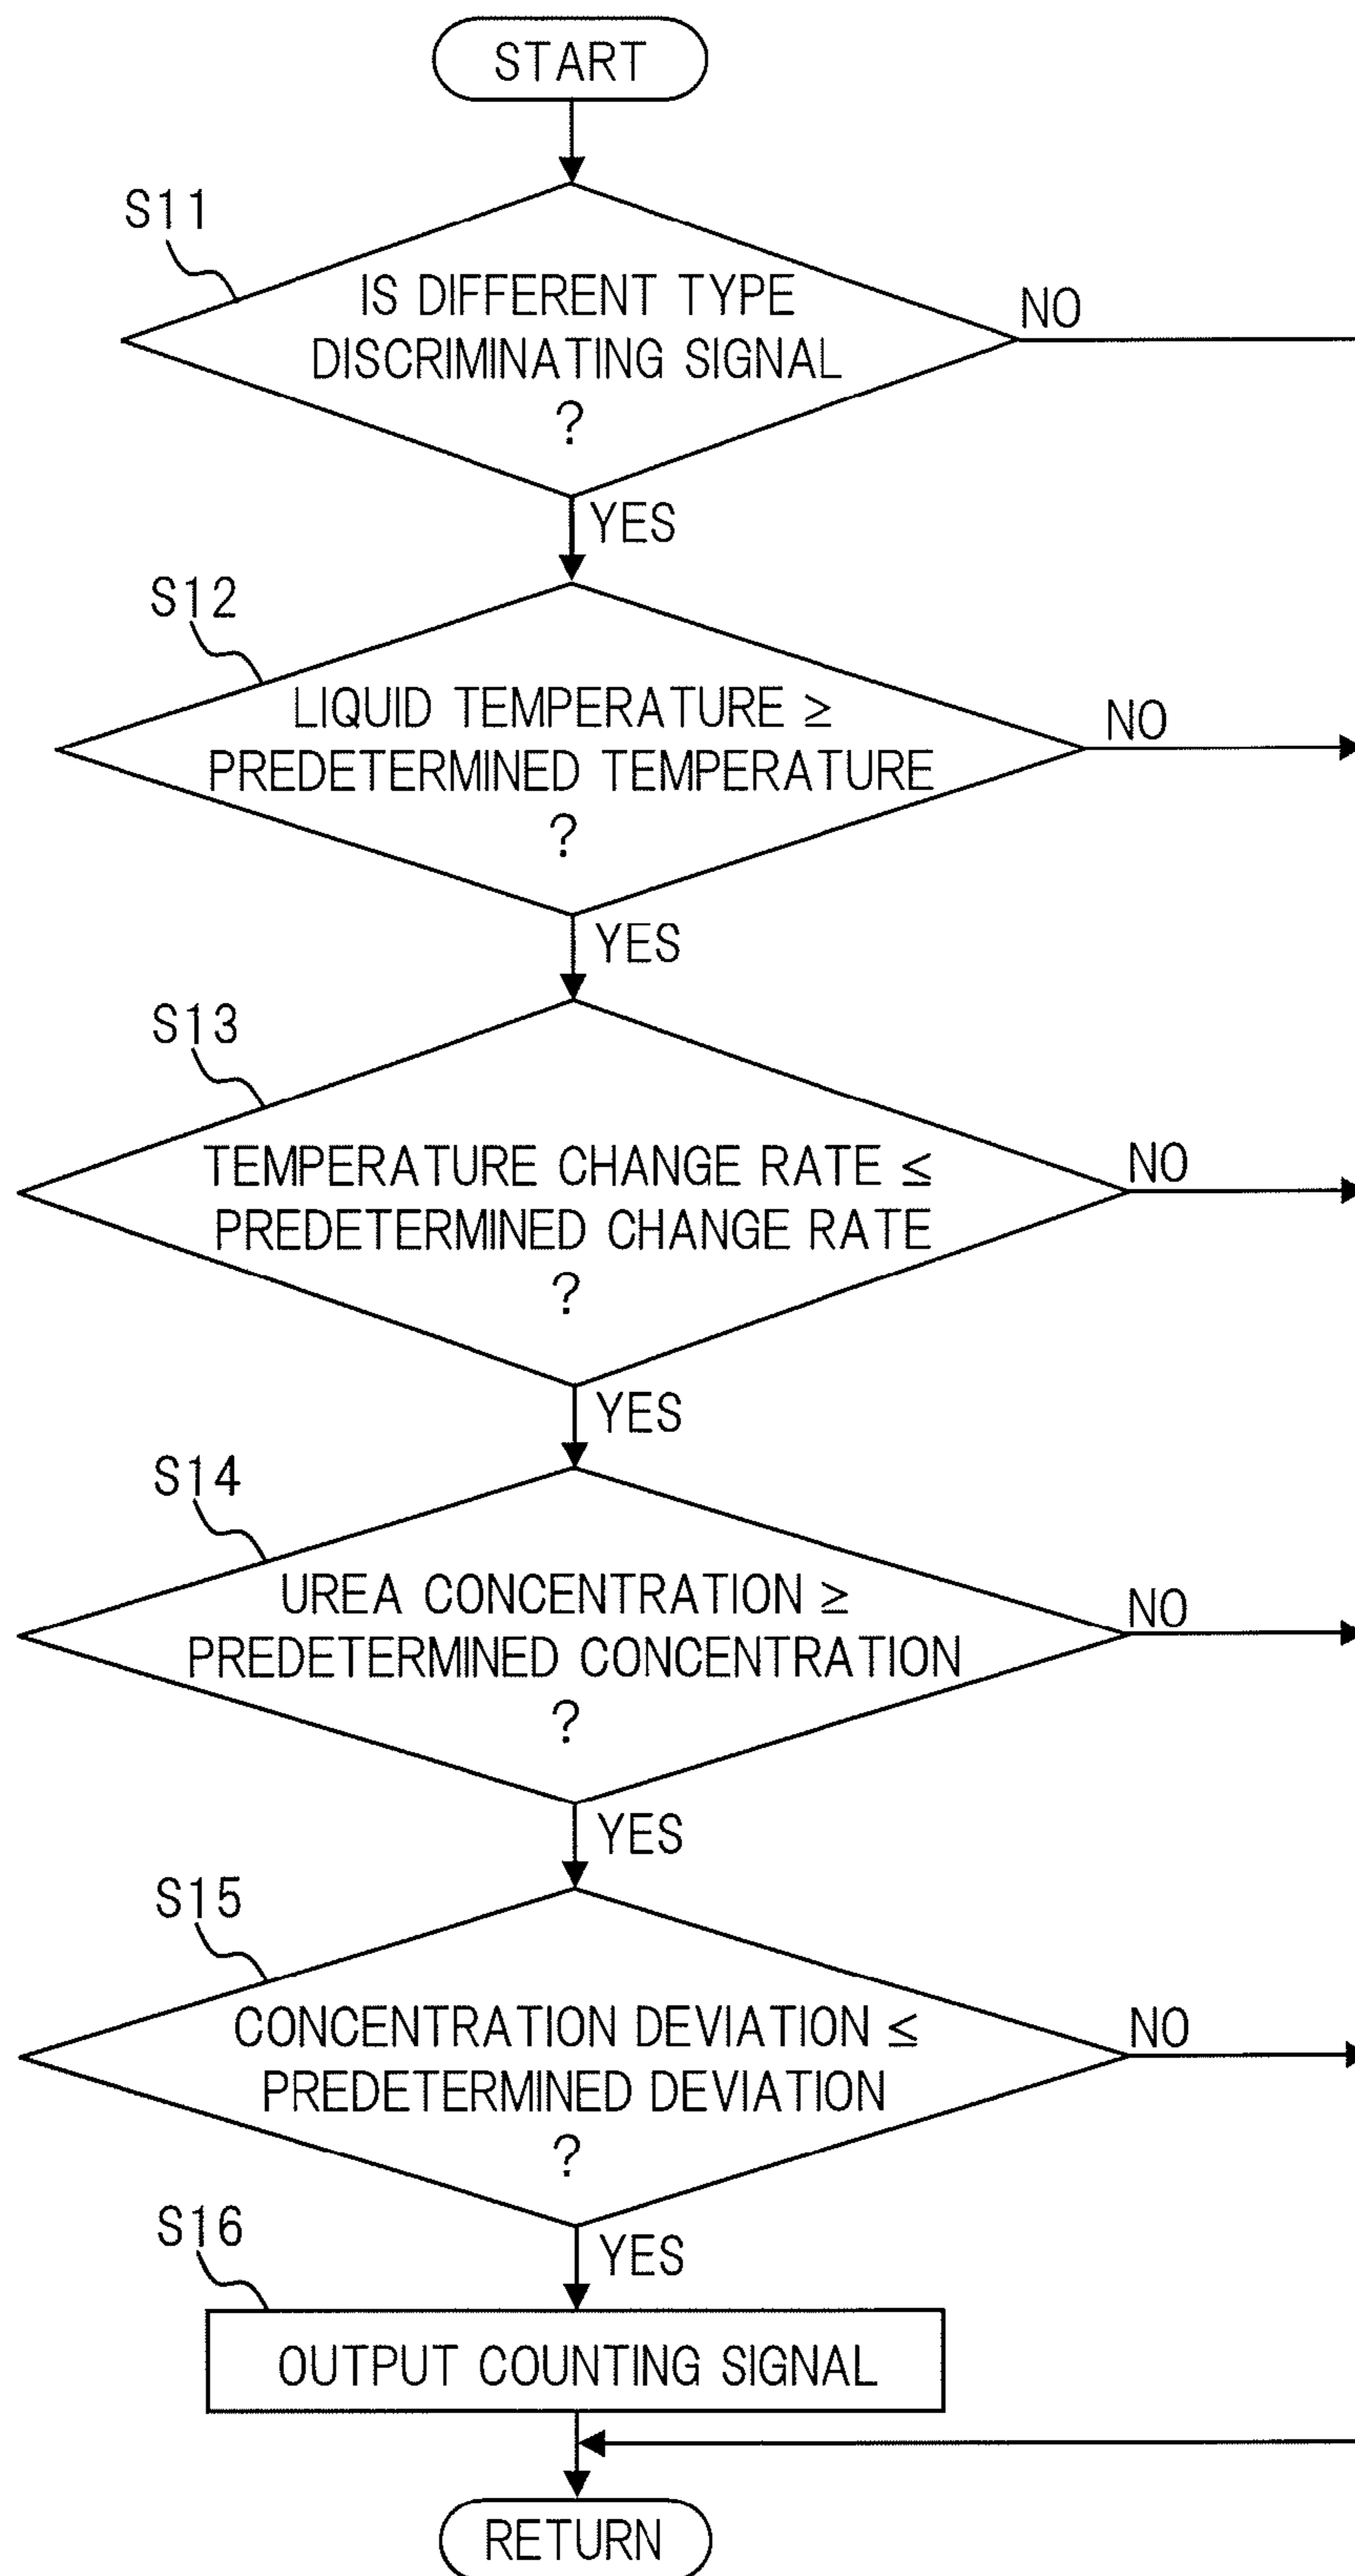 START
S11
IS DIFFERENT TYPE
DISCRIMINATING SIGNAL
?
NO
YES
S12
LIQUID TEMPERATURE ≥
PREDETERMINED TEMPERATURE
?
NO
YES
S13
TEMPERATURE CHANGE RATE ≤
PREDETERMINED CHANGE RATE
?
NO
YES
S14
UREA CONCENTRATION ≥
PREDETERMINED CONCENTRATION
?
NO
YES
S15
CONCENTRATION DEVIATION ≤
PREDETERMINED DEVIATION
?
NO
YES
S16
OUTPUT COUNTING SIGNAL
RETURN